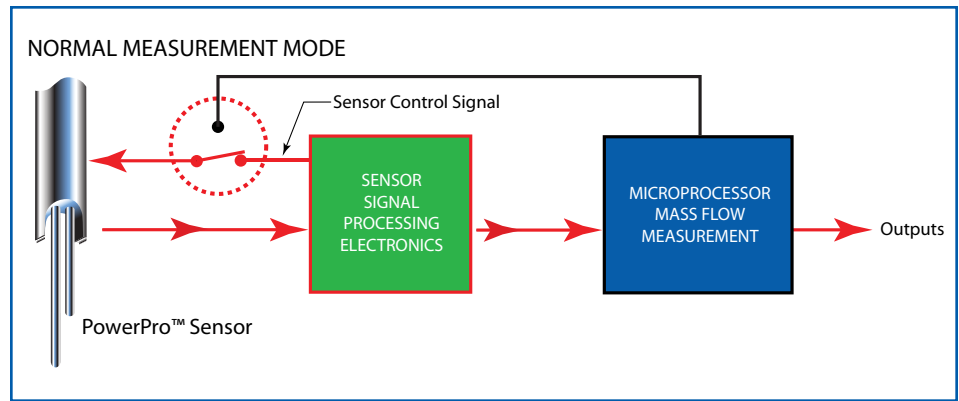 NORMAL MEASUREMENT MODE
Sensor Control Signal
SENSOR
SIGNAL
PROCESSING
ELECTRONICS
MICROPROCESSOR
MASS FLOW
MEASUREMENT
Outputs
PowerPro™ Sensor